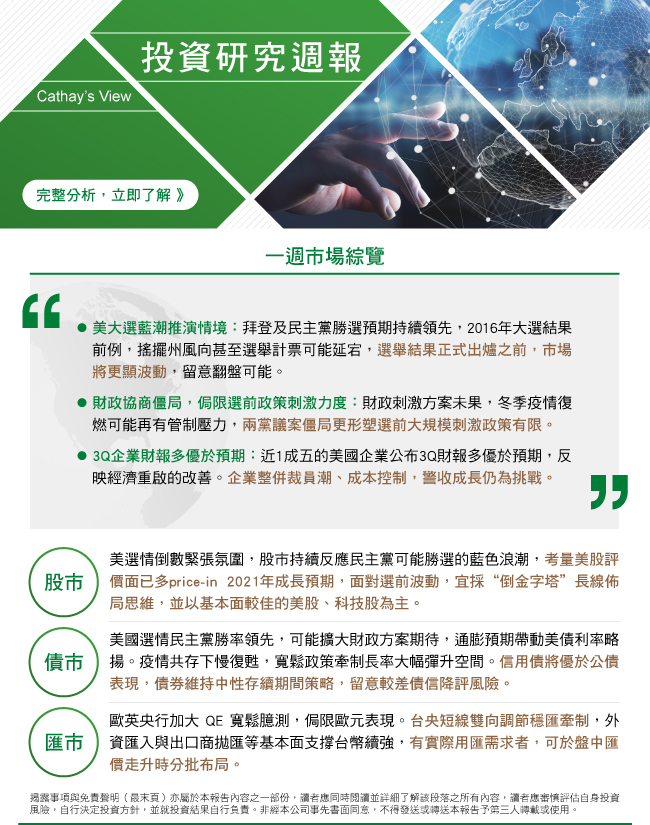 投資研究週報
Cathay's View
完整分析，立即了解 》
一週市場綜覽
● 美大選藍潮推演情境：拜登及民主黨勝選預期持續領先，2016年大選結果
前例，搖擺州風向甚至選舉計票可能延宕，選舉結果正式出爐之前，市場
將更顯波動，留意翻盤可能。
● 財政協商僵局，侷限選前政策刺激力度：財政刺激方案未果，冬季疫情復
燃可能再有管制壓力，兩黨議案僵局更形塑選前大規模刺激政策有限。
● 3Q企業財報多優於預期：近1成五的美國企業公布3Q財報多優於預期，反
映經濟重啟的改善。企業整併裁員潮、成本控制，營收成長仍為挑戰。
股市
美選情倒數緊張氛圍，股市持續反應民主黨可能勝選的藍色浪潮，考量美股評
價面已多price-in 2021年成長預期，面對選前波動，宜採“倒金字塔”長線佈
局思維，並以基本面較佳的美股、科技股為主。
債市
美國選情民主黨勝率領先，可能擴大財政方案期待，通膨預期帶動美債利率略
揚。疫情共存下慢復甦，寬鬆政策牽制長率大幅彈升空間。信用債將優於公債
表現，債券維持中性存續期間策略，留意較差債信降評風險。
匯市
歐英央行加大 QE 寬鬆臆測，侷限歐元表現。台央短線雙向調節穩匯牽制，外
資匯入與出口商拋匯等基本面支撐台幣續強，有實際用匯需求者，可於盤中匯
價走升時分批布局。
揭露事項與免責聲明（最末頁）亦屬於本報告內容之一部份，讀者應同時閱讀並詳細了解該段落之所有內容，讀者應審慎評估自身投資
風險，自行決定投資方針，並就投資結果自行負責。非經本公司事先書面同意，不得發送或轉送本報告予第三人轉載或使用。